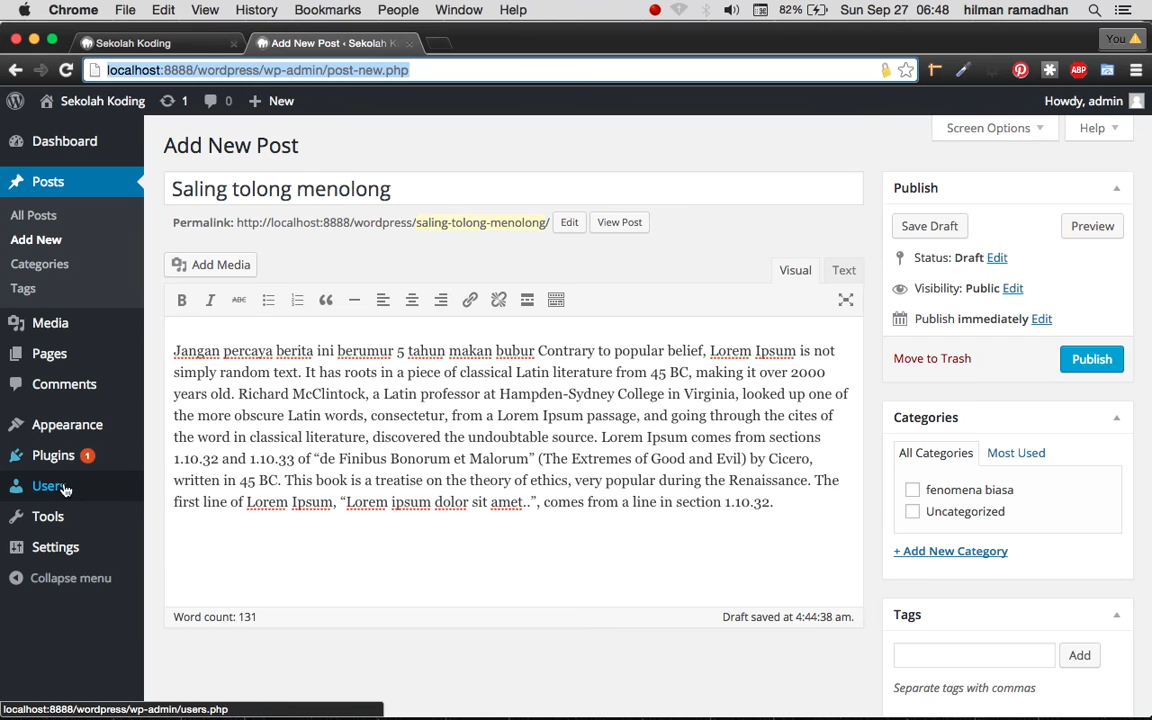 Chrome File Edit View History Bookmarks People Window Help 82% Sun Sep 27 06:48 hilman ramadhan
Sekolah Koding Add New Post ‹ Sekolah K You
localhost:8888/wordpress/wp-admin/post-new.php ABP
Sekolah Koding 1 0 New Howdy, admin
Screen Options Help
Dashboard
Posts
All Posts
Add New
Categories
Tags
Media
Pages
Comments
Appearance
Plugins 1
Users
Tools
Settings
Collapse menu
Add New Post
Saling tolong menolong
Permalink: http://localhost:8888/wordpress/saling-tolong-menolong/ Edit View Post
Add Media Visual Text
B I ABC
Jangan percaya berita ini berumur 5 tahun makan bubur Contrary to popular belief, Lorem Ipsum is not
simply random text. It has roots in a piece of classical Latin literature from 45 BC, making it over 2000
years old. Richard McClintock, a Latin professor at Hampden-Sydney College in Virginia, looked up one of
the more obscure Latin words, consectetur, from a Lorem Ipsum passage, and going through the cites of
the word in classical literature, discovered the undoubtable source. Lorem Ipsum comes from sections
1.10.32 and 1.10.33 of “de Finibus Bonorum et Malorum” (The Extremes of Good and Evil) by Cicero,
written in 45 BC. This book is a treatise on the theory of ethics, very popular during the Renaissance. The
first line of Lorem Ipsum, “Lorem ipsum dolor sit amet..”, comes from a line in section 1.10.32.
Word count: 131 Draft saved at 4:44:38 am.
Publish
Save Draft Preview
Status: Draft Edit
Visibility: Public Edit
Publish immediately Edit
Move to Trash Publish
Categories
All Categories Most Used
fenomena biasa
Uncategorized
+ Add New Category
Tags
Add
Separate tags with commas
localhost:8888/wordpress/wp-admin/users.php